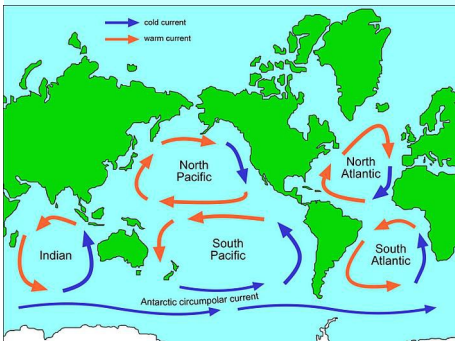 cold current
warm current
North
Pacific
North
Atlantic
Indian
South
Pacific
South
Atlantic
Antarctic circumpolar current